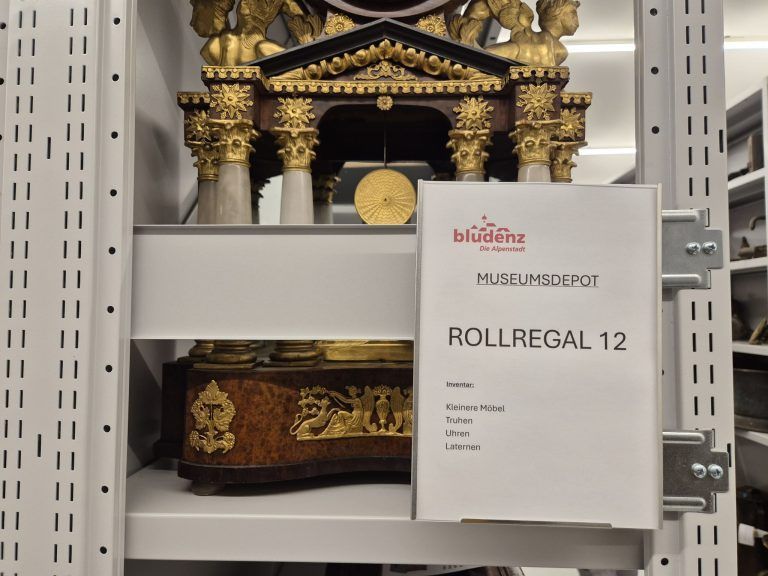 bludenz
Die Alpenstadt
MUSEUMSDEPOT
ROLLREGAL 12
Inventar:
Kleinere Möbel
Truhen
Uhren
Laternen